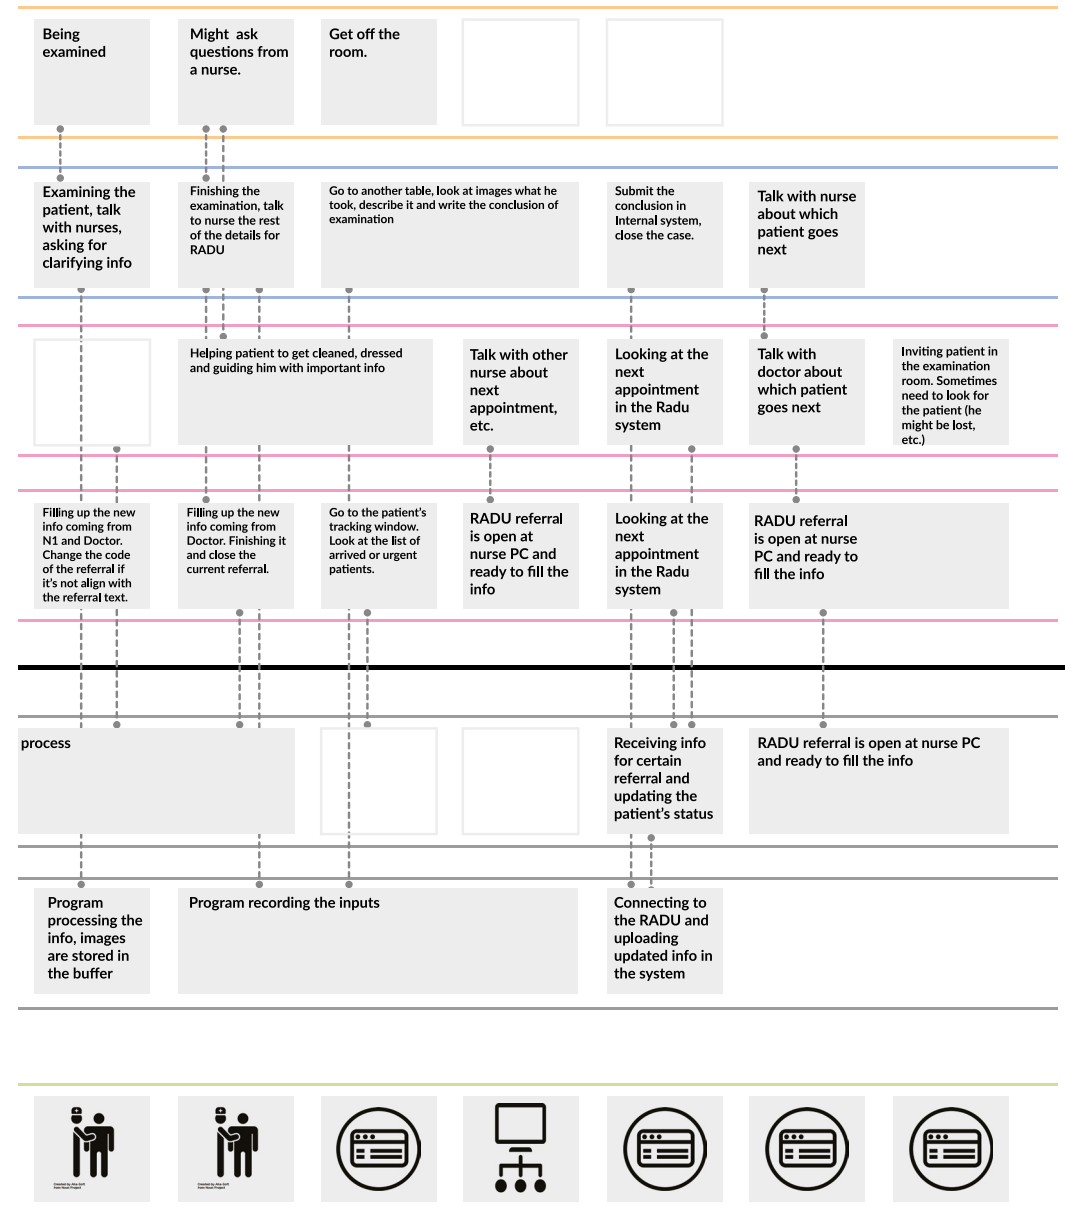 Being
examined
Might ask
questions from
a nurse.
Get off the
room.
Examining the
patient, talk
with nurses,
asking for
clarifying info
Finishing the
examination, talk
to nurse the rest
of the details for
RADU
Go to another table, look at images what he
took, describe it and write the conclusion of
examination
Submit the
conclusion in
Internal system,
close the case.
Talk with nurse
about which
patient goes
next
Helping patient to get cleaned, dressed
and guiding him with important info
Talk with other
nurse about
next
appointment,
etc.
Looking at the
next
appointment
in the Radu
system
Talk with
doctor about
which patient
goes next
Inviting patient in
the examination
room. Sometimes
need to look for
the patient (he
might be lost,
etc.)
Filling up the new
info coming from
N1 and Doctor.
Change the code
of the referral if
it's not align with
the referral text.
Filling up the new
info coming from
Doctor. Finishing it
and close the
current referral.
Go to the patient's
tracking window.
Look at the list of
arrived or urgent
patients.
RADU referral
is open at
nurse PC and
ready to fill the
info
Looking at the
next
appointment
in the Radu
system
RADU referral
is open at nurse
PC and ready to
fill the info
process
Receiving info
for certain
referral and
updating the
patient's status
RADU referral is open at nurse PC
and ready to fill the info
Program
processing the
info, images
are stored in
the buffer
Program recording the inputs
Connecting to
the RADU and
uploading
updated info in
the system